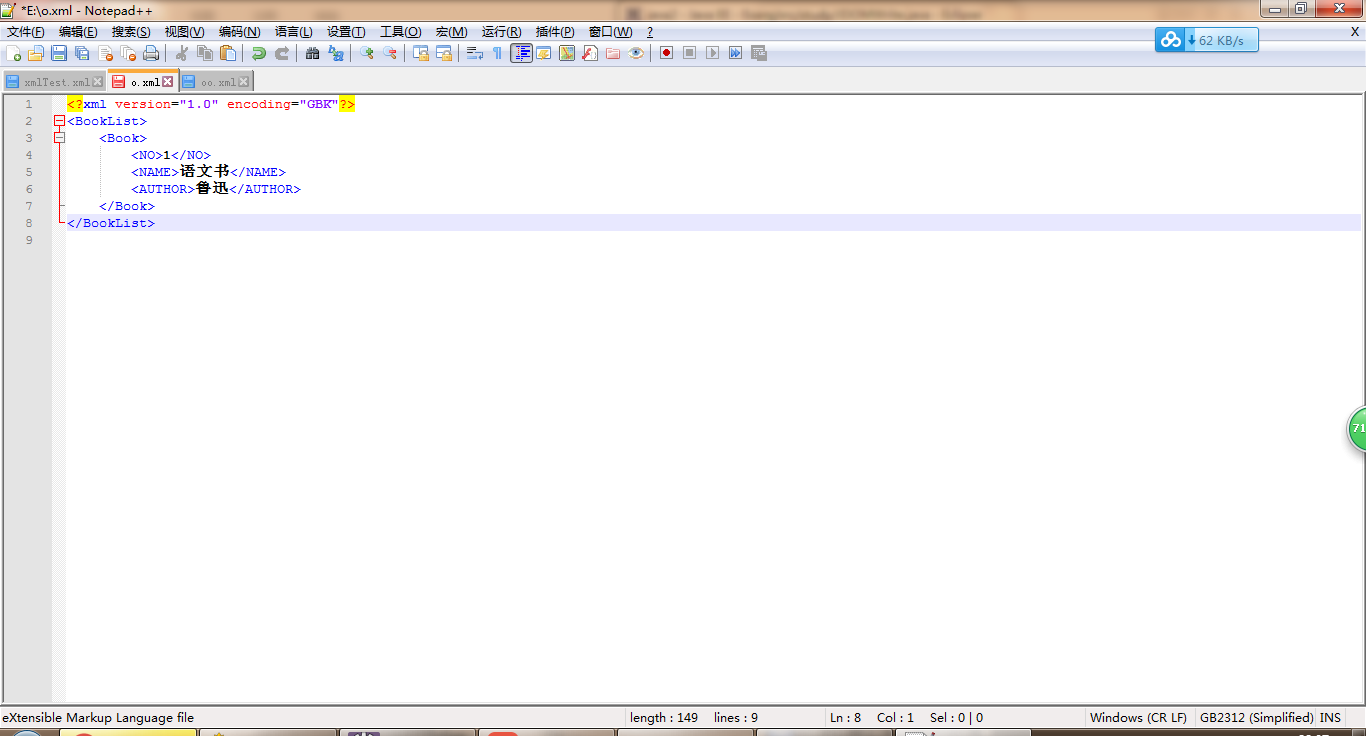 *E:\o.xml - Notepad++
文件(F) 编辑(E) 搜索(S) 视图(V) 编码(N) 语言(L) 设置(T) 工具(O) 宏(M) 运行(R) 插件(P) 窗口(W) ? X
62 KB/s
xmlTest.xml o.xml oo.xml
1 <?xml version="1.0" encoding="GBK"?>
2 <BookList>
3 <Book>
4 <NO>1</NO>
5 <NAME>语文书</NAME>
6 <AUTHOR>鲁迅</AUTHOR>
7 </Book>
8 </BookList>
9
71
eXtensible Markup Language file length : 149 lines : 9 Ln : 8 Col : 1 Sel : 0 | 0 Windows (CR LF) GB2312 (Simplified) INS